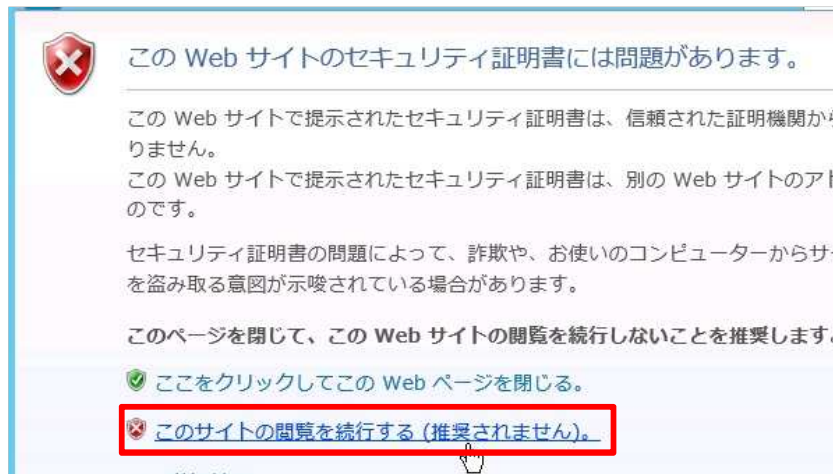 この Web サイトのセキュリティ証明書には問題があります。
この Web サイトで提示されたセキュリティ証明書は、信頼された証明機関から
りません。
この Web サイトで提示されたセキュリティ証明書は、別の Web サイトのアド
のです。
セキュリティ証明書の問題によって、詐欺や、お使いのコンピューターからサー
を盗み取る意図が示唆されている場合があります。
このページを閉じて、この Web サイトの閲覧を続行しないことを推奨します。
ここをクリックしてこの Web ページを閉じる。
このサイトの閲覧を続行する (推奨されません)。